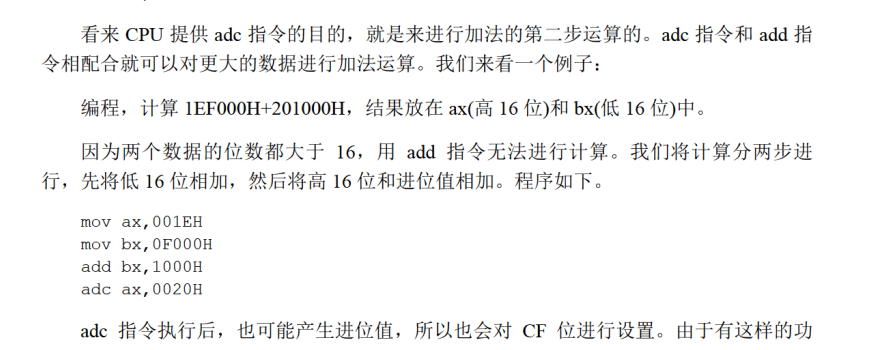 看来 CPU 提供 adc 指令的目的，就是来进行加法的第二步运算的。adc 指令和 add 指
令相配合就可以对更大的数据进行加法运算。我们来看一个例子：
编程，计算 1EF000H+201000H，结果放在 ax(高 16 位)和 bx(低 16 位)中。
因为两个数据的位数都大于 16，用 add 指令无法进行计算。我们将计算分两步进
行，先将低 16 位相加，然后将高 16 位和进位值相加。程序如下。
mov ax,001EH
mov bx,0F000H
add bx,1000H
adc ax,0020H
adc 指令执行后，也可能产生进位值，所以也会对 CF 位进行设置。由于有这样的功